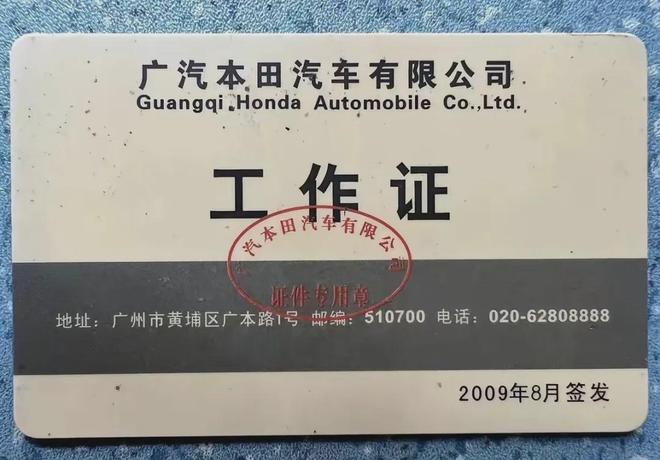 广汽本田汽车有限公司
Guangqi Honda Automobile Co.,Ltd.
工作证
广汽本田汽车有限公司
证件专用章
地址：广州市黄埔区广本路1号 邮编：510700 电话：020-62808888
2009年8月签发